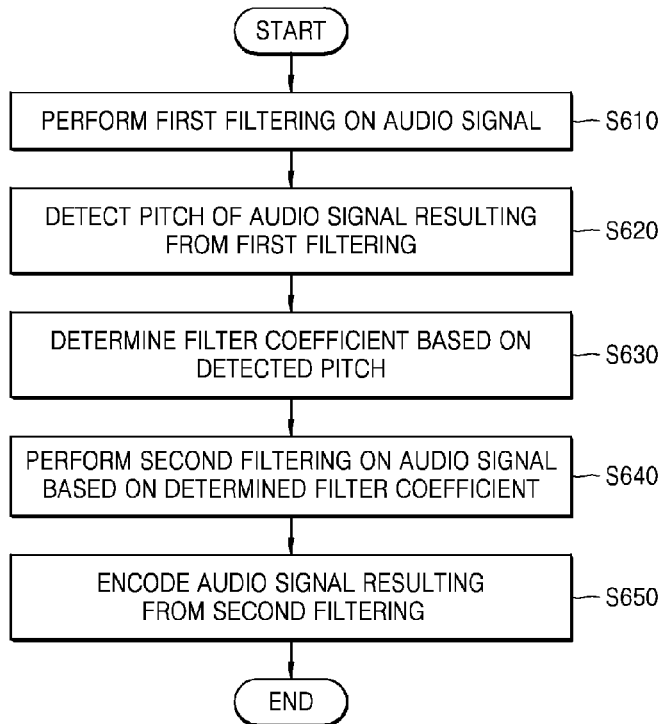 START
PERFORM FIRST FILTERING ON AUDIO SIGNAL
S610
DETECT PITCH OF AUDIO SIGNAL RESULTING
FROM FIRST FILTERING
S620
DETERMINE FILTER COEFFICIENT BASED ON
DETECTED PITCH
S630
PERFORM SECOND FILTERING ON AUDIO SIGNAL
BASED ON DETERMINED FILTER COEFFICIENT
S640
ENCODE AUDIO SIGNAL RESULTING
FROM SECOND FILTERING
S650
END